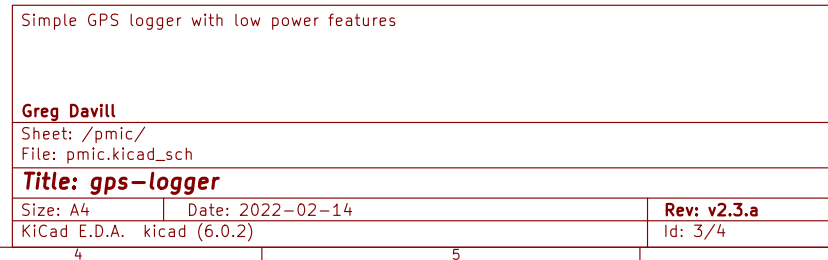 Simple GPS logger with low power features
Greg Davill
Sheet: /pmic/
File: pmic.kicad_sch
Title: gps-logger
Size: A4 Date: 2022-02-14 Rev: v2.3.a
KiCad E.D.A. kicad (6.0.2) Id: 3/4
4 5